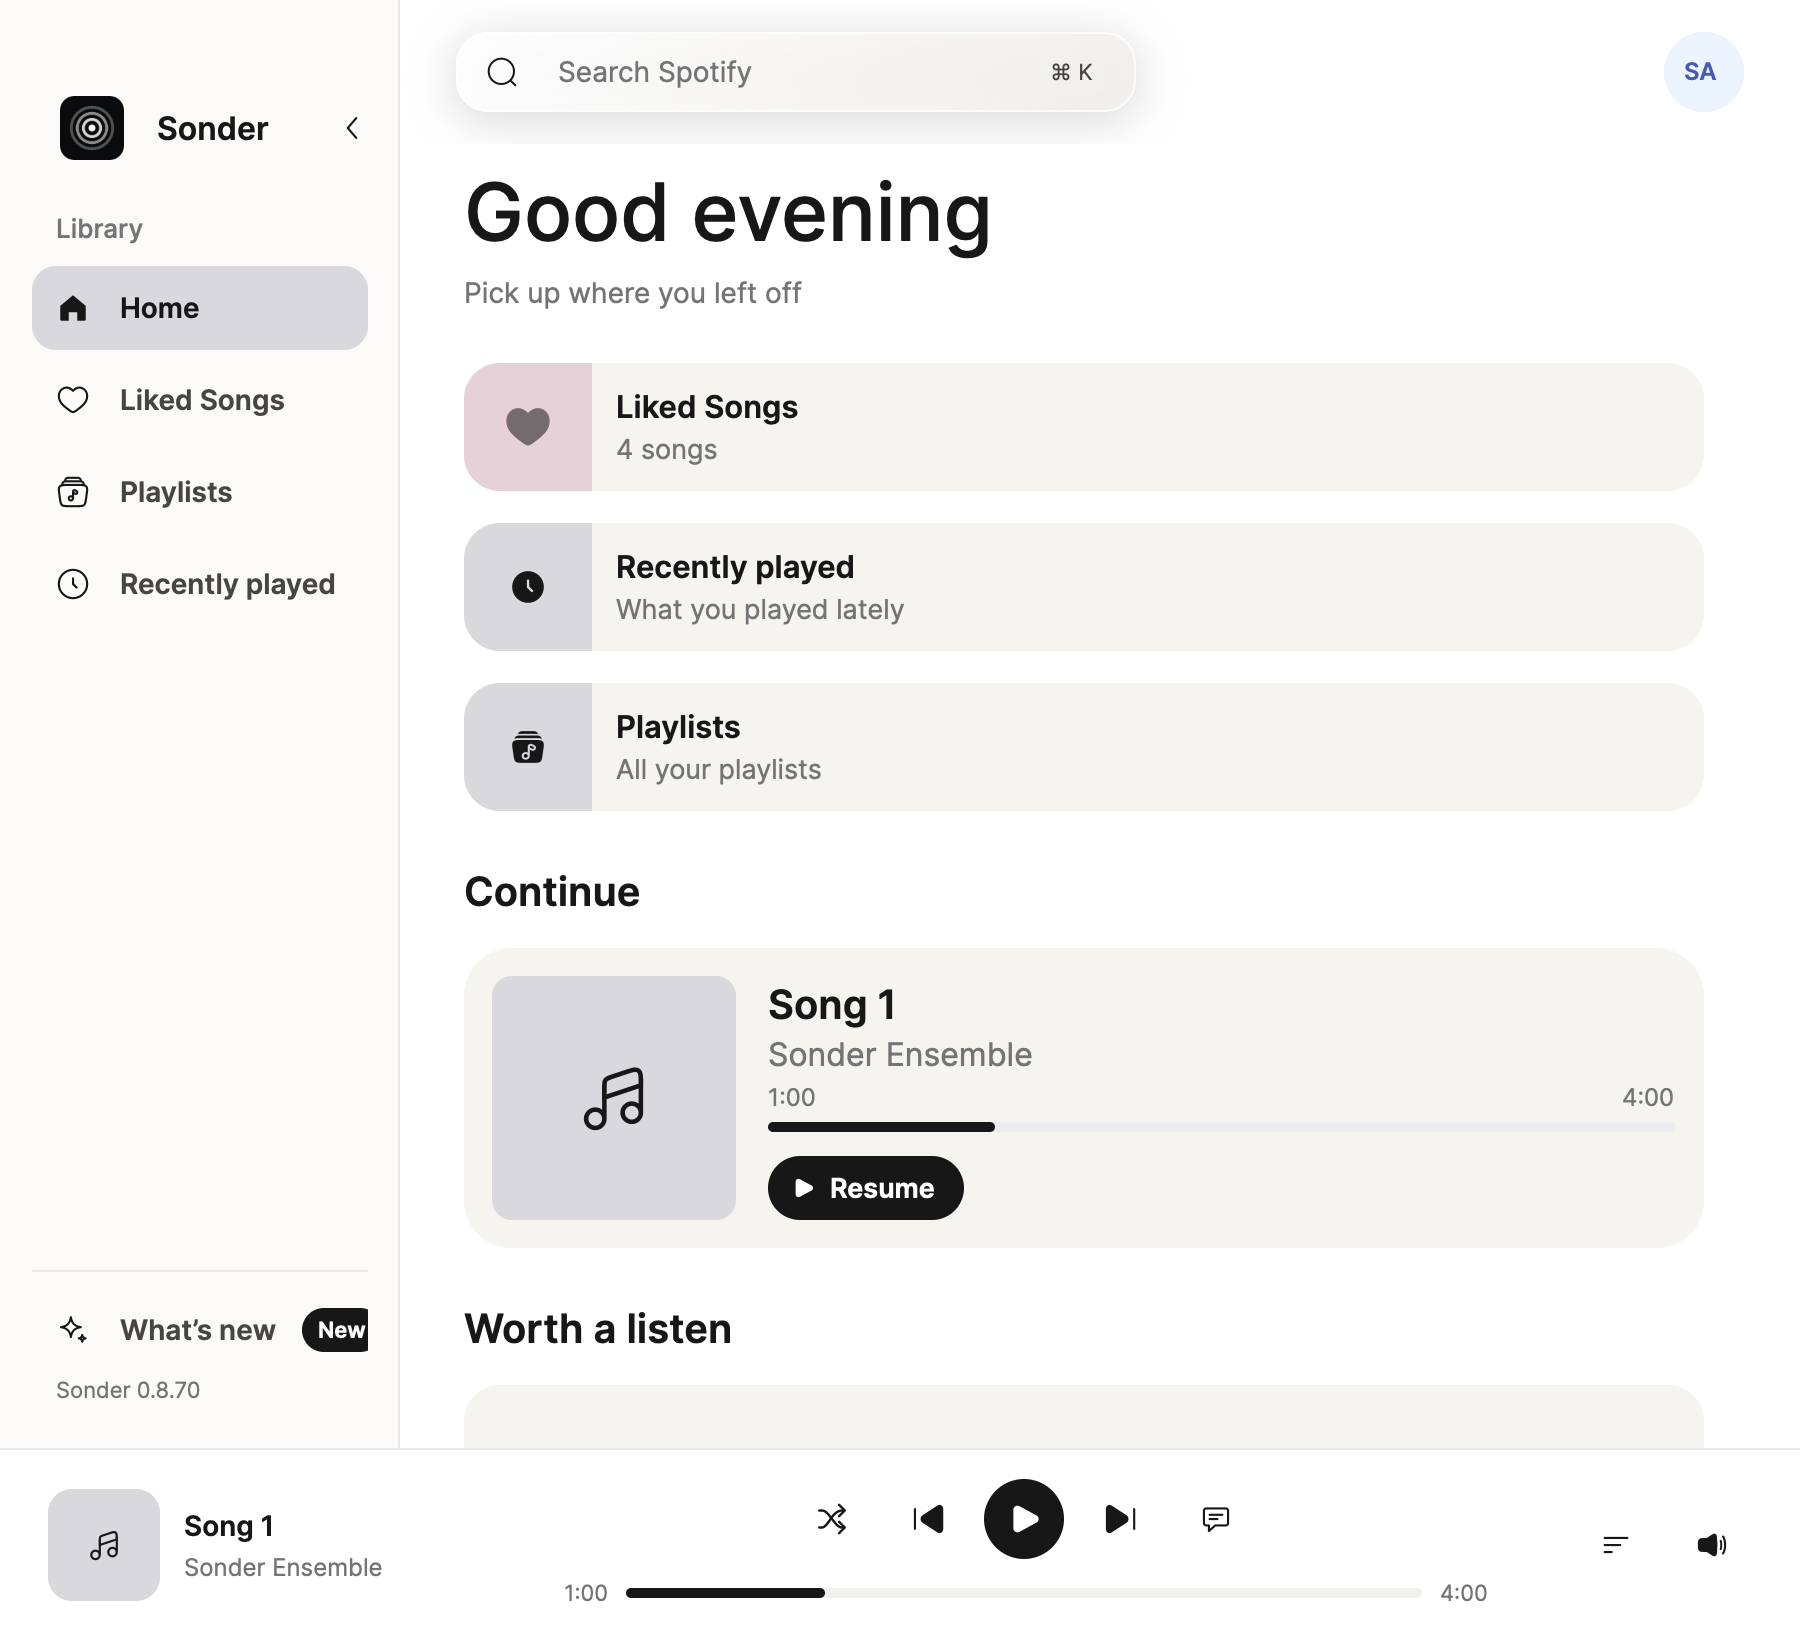 Sonder
Library
Home
Liked Songs
Playlists
Recently played
What’s new
New
Sonder 0.8.70
Search Spotify
⌘ K
SA
Good evening
Pick up where you left off
Liked Songs
4 songs
Recently played
What you played lately
Playlists
All your playlists
Continue
Song 1
Sonder Ensemble
1:00
4:00
Resume
Worth a listen
Song 1
Sonder Ensemble
1:00
4:00